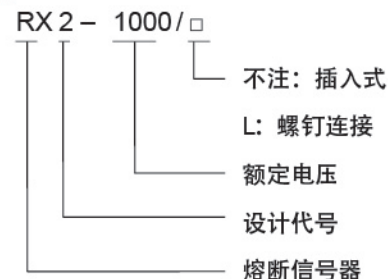 RX 2 – 1000 / □
不注：插入式
L：螺钉连接
额定电压
设计代号
熔断信号器